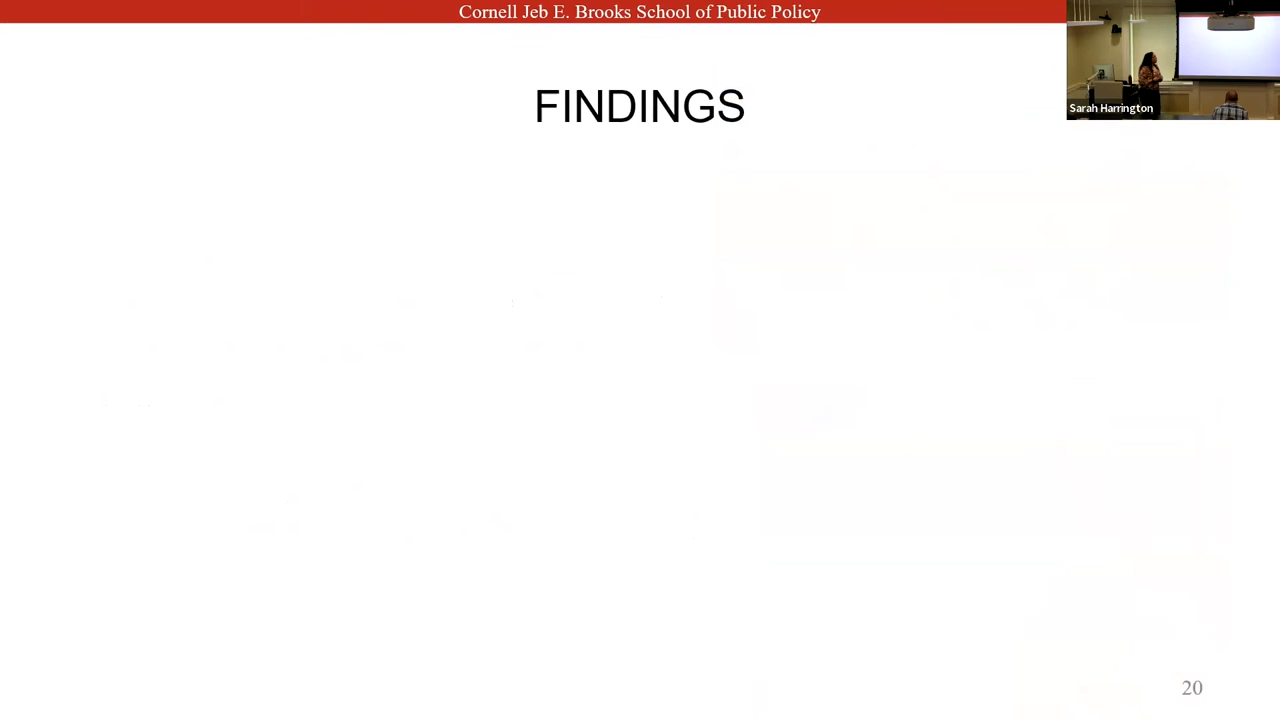 Cornell Jeb E. Brooks School of Public Policy
Sarah Harrington
FINDINGS
20